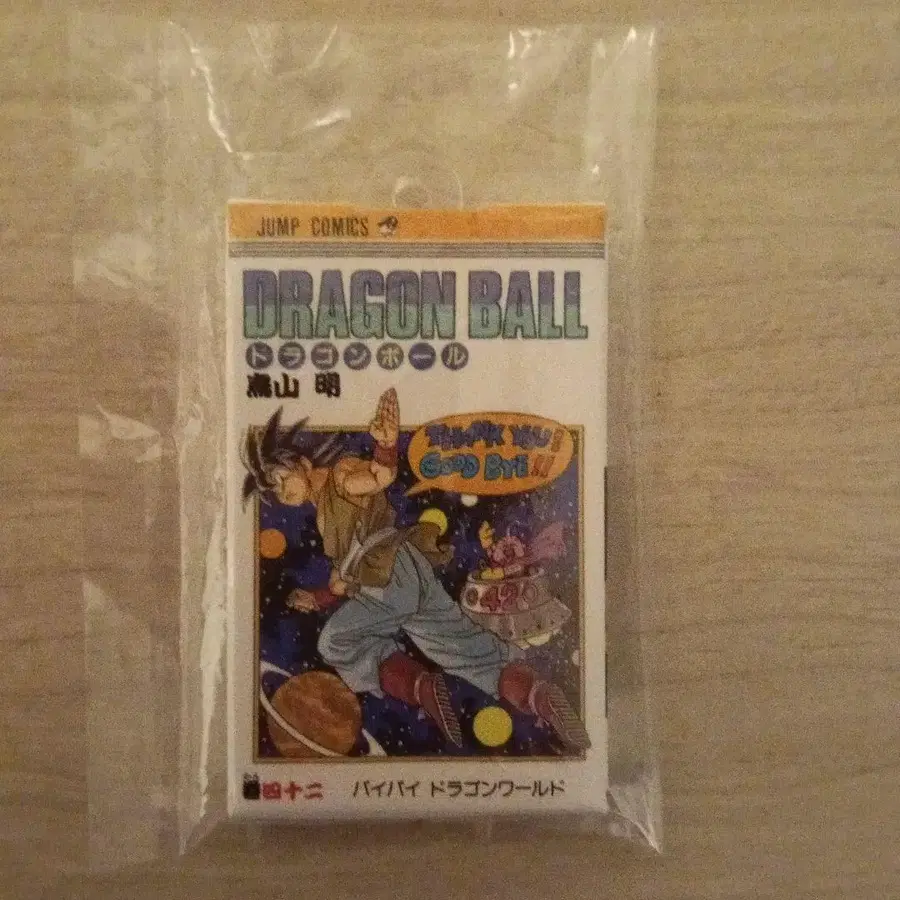 JUMP COMICS
DRAGON BALL
ドラゴンボール
鳥山 明
THANK YOU!
GOOD BYE!!
42
四十二 バイバイ ドラゴンワールド